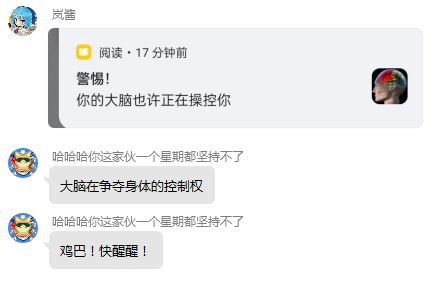 岚酱
阅读・17 分钟前
警惕！
你的大脑也许正在操控你
哈哈哈你这家伙一个星期都坚持不了
大脑在争夺身体的控制权
哈哈哈你这家伙一个星期都坚持不了
鸡巴！快醒醒！